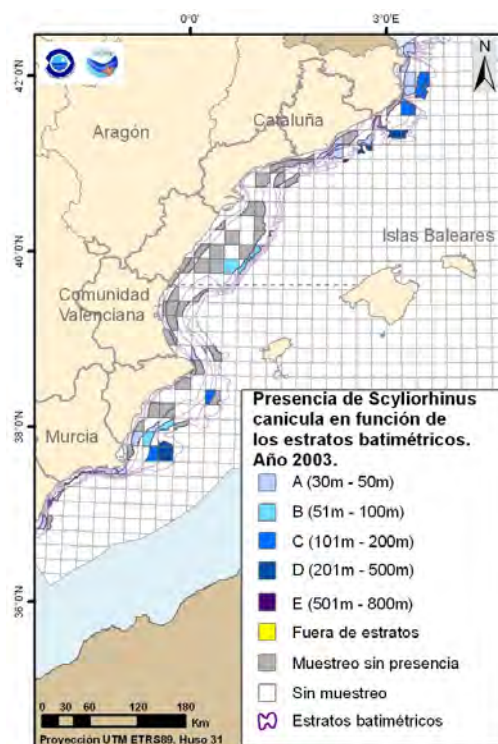 0°0'
3°0'E
42°0'N
40°0'N
38°0'N
36°0'N
N
Aragón
Cataluña
Islas Baleares
Comunidad
Valenciana
Murcia
Presencia de Scyliorhinus
canicula en función de
los estratos batimétricos.
Año 2003.
A (30m - 50m)
B (51m - 100m)
C (101m - 200m)
D (201m - 500m)
E (501m - 800m)
Fuera de estratos
Muestreo sin presencia
Sin muestreo
Estratos batimétricos
0 30 60 120 180
Km
Proyección UTM ETRS89. Huso 31